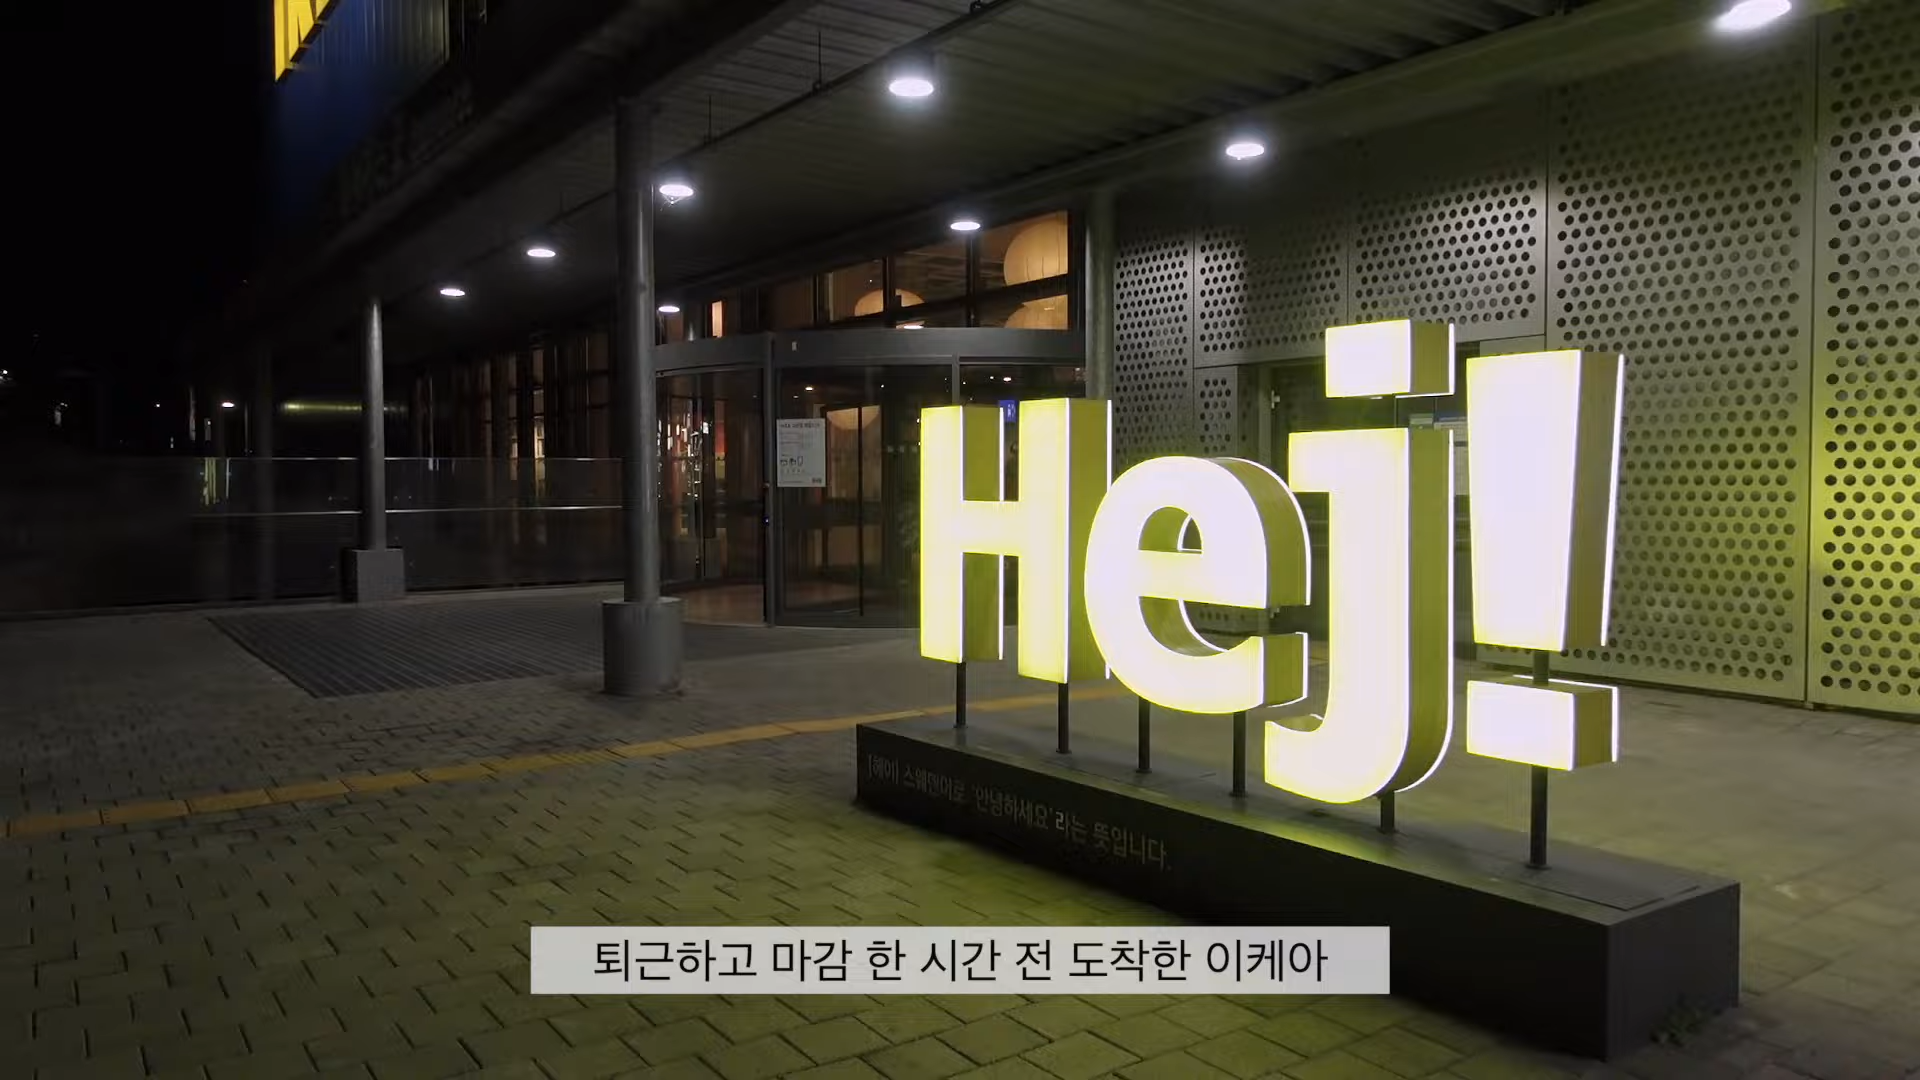 Hej!
[헤이] 스웨덴어로 '안녕하세요'라는 뜻입니다.
퇴근하고 마감 한 시간 전 도착한 이케아